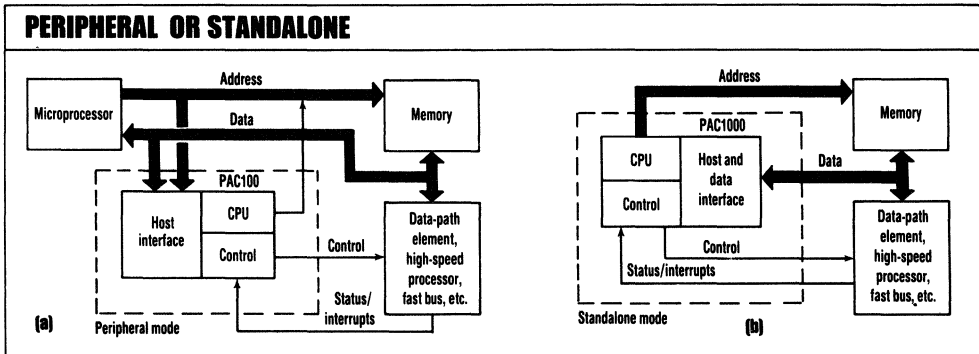 PERIPHERAL OR STANDALONE
Address
Microprocessor
Memory
Data
PAC100
Host
interface
CPU
Control
Control
Data-path
element,
high-speed
processor,
fast bus, etc.
Status/
interrupts
(a)
Peripheral mode
Address
Memory
PAC1000
CPU
Control
Host and
data
interface
Data
Data-path
element,
high-speed
processor,
fast bus, etc.
Control
Status/interrupts
Standalone mode
(b)